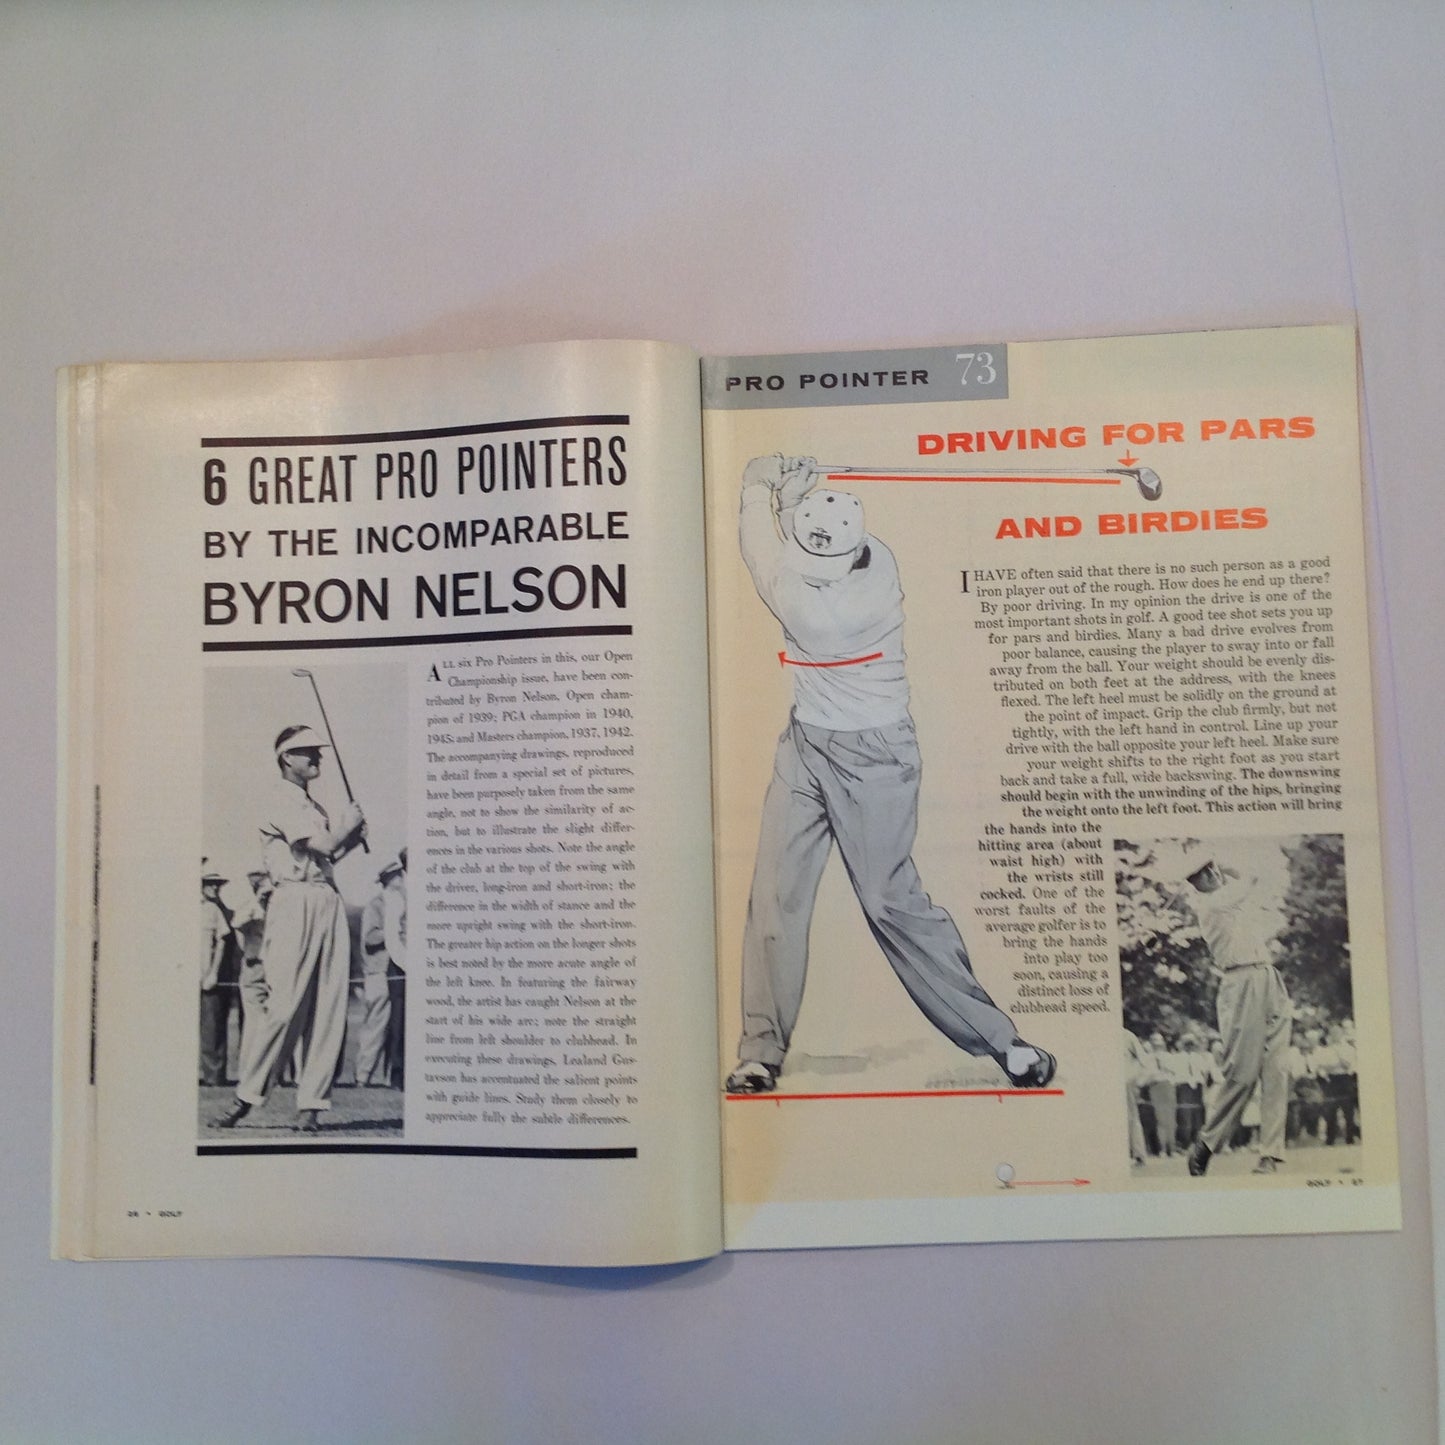 6 GREAT PRO POINTERS
BY THE INCOMPARABLE
BYRON NELSON
ALL six Pro Pointers in this, our Open
Championship issue, have been con-
tributed by Byron Nelson, Open cham-
pion of 1939; PGA champion in 1940,
1945; and Masters champion, 1937, 1942.
The accompanying drawings, reproduced
in detail from a special set of pictures,
have been purposely taken from the same
angle, not to show the similarity of ac-
tion, but to illustrate the slight differ-
ences in the various shots. Note the angle
of the club at the top of the swing with
the driver, long-iron and short-iron; the
difference in the width of stance and the
more upright swing with the short-iron.
The greater hip action on the longer shots
is best noted by the more acute angle of
the left knee. In featuring the fairway
wood, the artist has caught Nelson at the
start of his wide arc; note the straight
line from left shoulder to clubhead. In
executing these drawings, Lealand Gus-
tavson has accentuated the salient points
with guide lines. Study them closely to
appreciate fully the subtle differences.
26 • GOLF
PRO POINTER 73
DRIVING FOR PARS
AND BIRDIES
I HAVE often said that there is no such person as a good
iron player out of the rough. How does he end up there?
By poor driving. In my opinion the drive is one of the
most important shots in golf. A good tee shot sets you up
for pars and birdies. Many a bad drive evolves from
poor balance, causing the player to sway into or fall
away from the ball. Your weight should be evenly dis-
tributed on both feet at the address, with the knees
flexed. The left heel must be solidly on the ground at
the point of impact. Grip the club firmly, but not
tightly, with the left hand in control. Line up your
drive with the ball opposite your left heel. Make sure
your weight shifts to the right foot as you start
back and take a full, wide backswing. The downswing
should begin with the unwinding of the hips, bringing
the weight onto the left foot. This action will bring
the hands into the
hitting area (about
waist high) with
the wrists still
cocked. One of the
worst faults of the
average golfer is to
bring the hands
into play too
soon, causing a
distinct loss of
clubhead speed.
GOLF • 27